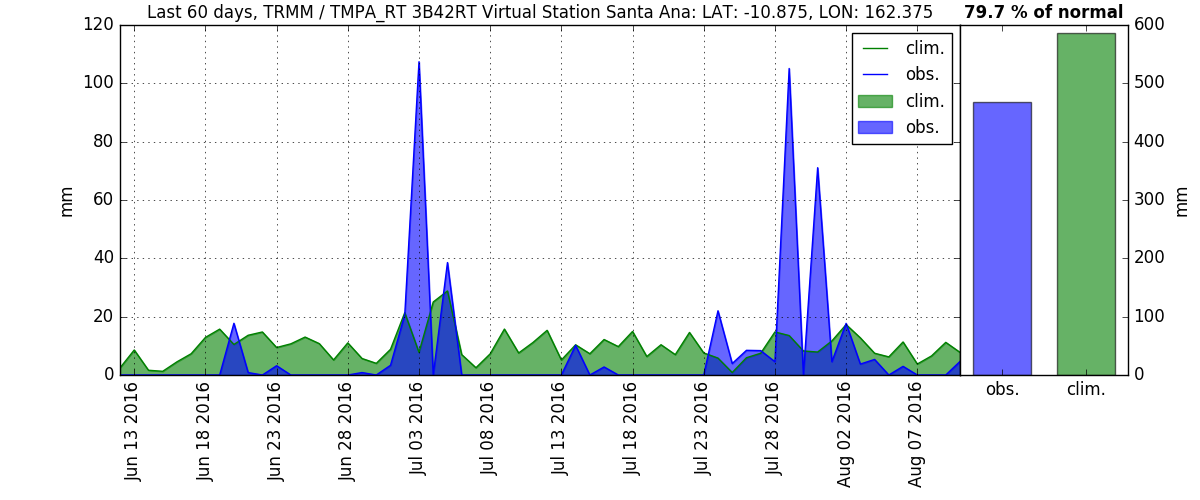 Last 60 days, TRMM / TMPA_RT 3B42RT Virtual Station Santa Ana: LAT: -10.875, LON: 162.375
79.7 % of normal
120
100
80
60
40
20
0
mm
clim.
obs.
clim.
obs.
600
500
400
300
200
100
0
mm
Jun 13 2016
Jun 18 2016
Jun 23 2016
Jun 28 2016
Jul 03 2016
Jul 08 2016
Jul 13 2016
Jul 18 2016
Jul 23 2016
Jul 28 2016
Aug 02 2016
Aug 07 2016
obs.
clim.